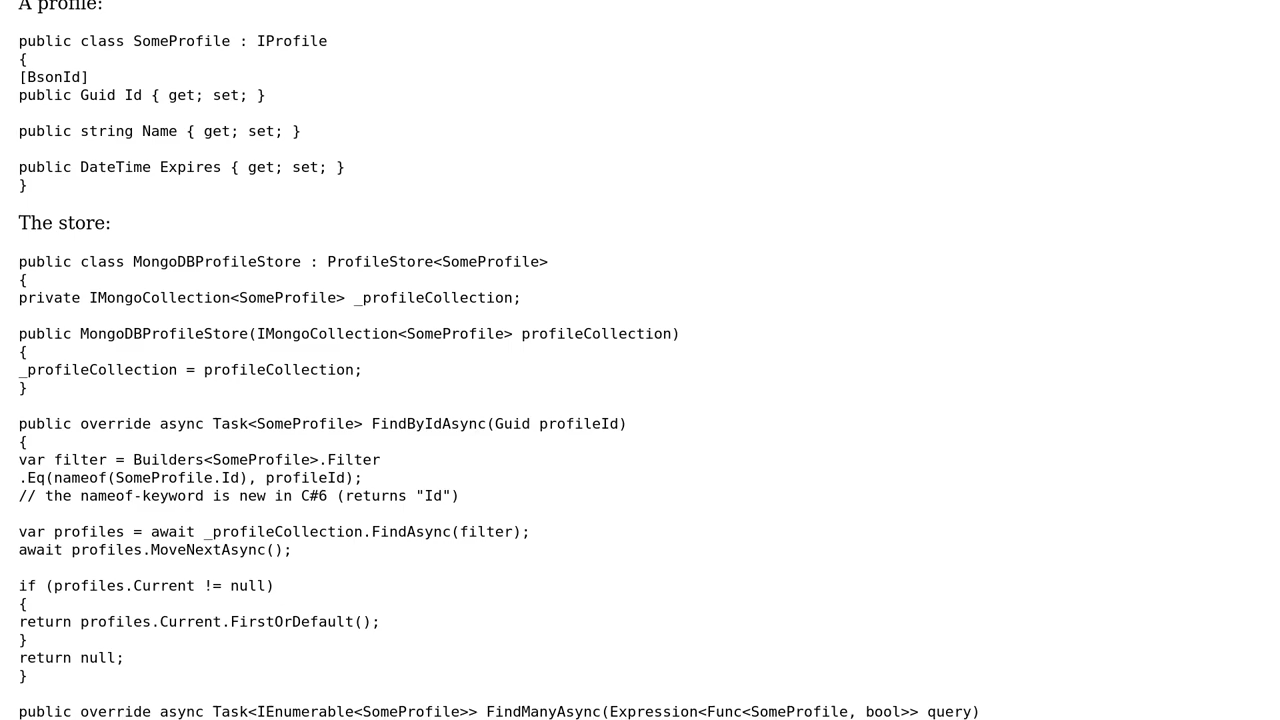 A profile:
public class SomeProfile : IProfile
{
[BsonId]
public Guid Id { get; set; }
public string Name { get; set; }
public DateTime Expires { get; set; }
}
The store:
public class MongoDBProfileStore : ProfileStore<SomeProfile>
{
private IMongoCollection<SomeProfile> _profileCollection;
public MongoDBProfileStore(IMongoCollection<SomeProfile> profileCollection)
{
_profileCollection = profileCollection;
}
public override async Task<SomeProfile> FindByIdAsync(Guid profileId)
{
var filter = Builders<SomeProfile>.Filter
.Eq(nameof(SomeProfile.Id), profileId);
// the nameof-keyword is new in C#6 (returns "Id")
var profiles = await _profileCollection.FindAsync(filter);
await profiles.MoveNextAsync();
if (profiles.Current != null)
{
return profiles.Current.FirstOrDefault();
}
return null;
}
public override async Task<IEnumerable<SomeProfile>> FindManyAsync(Expression<Func<SomeProfile, bool>> query)